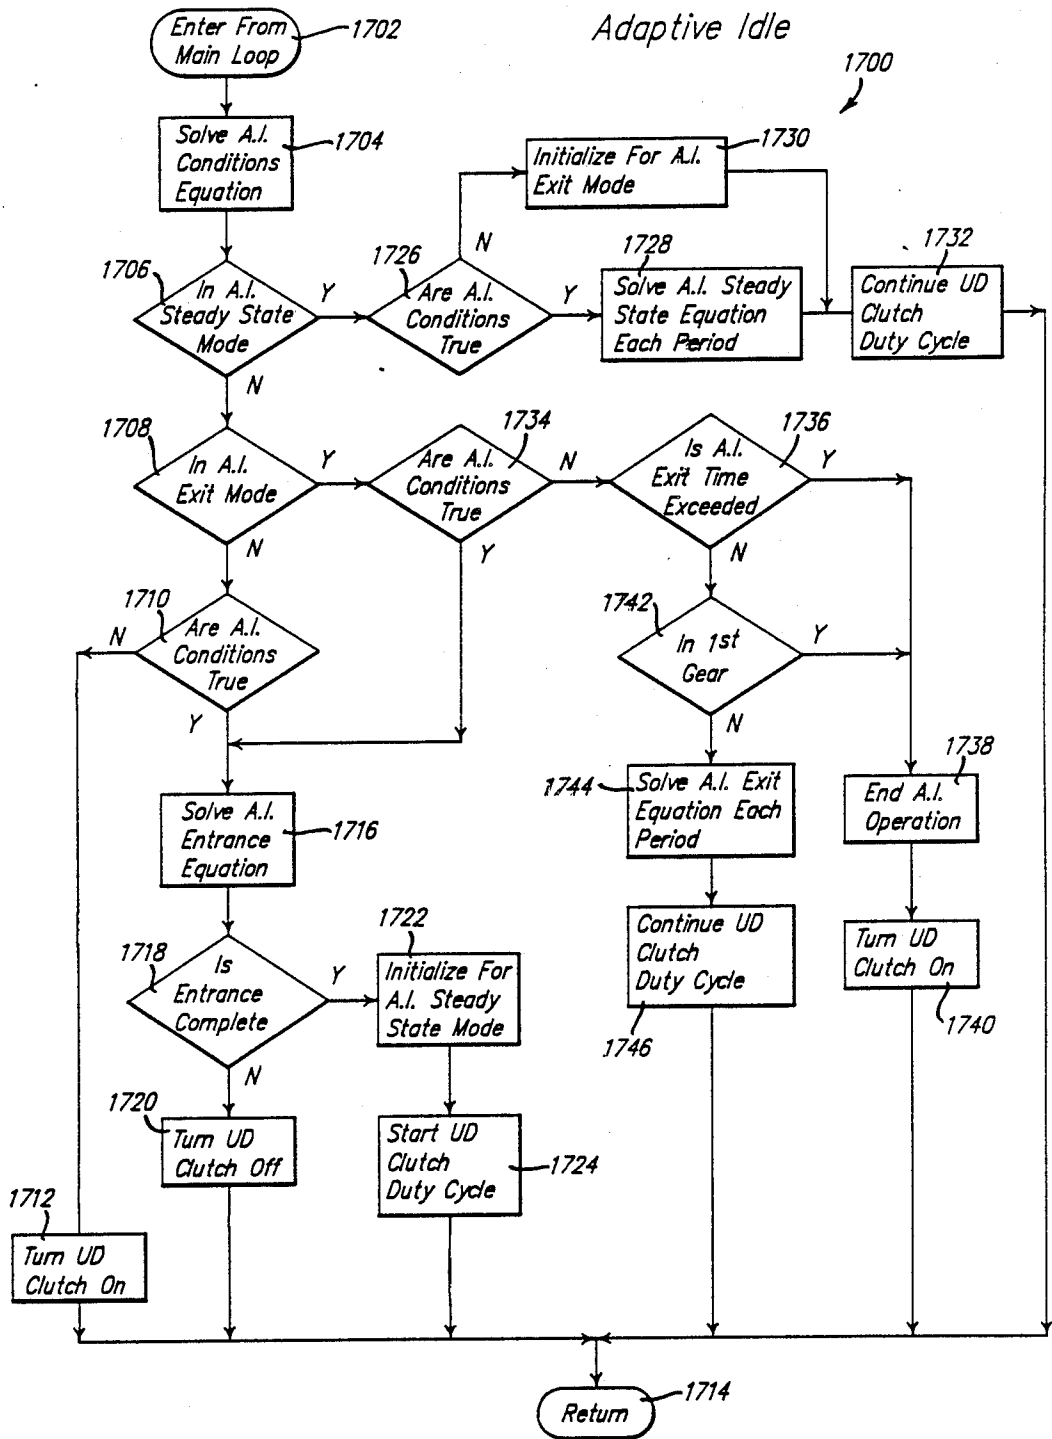 Adaptive Idle
1700
Enter From
Main Loop
1702
Solve A.I.
Conditions
Equation
1704
Initialize For A.I.
Exit Mode
1730
1706
In A.I.
Steady State
Mode
Y
N
1726
Are A.I.
Conditions
True
N
Y
1728
Solve A.I. Steady
State Equation
Each Period
1732
Continue UD
Clutch
Duty Cycle
1708
In A.I.
Exit Mode
Y
N
1734
Are A.I.
Conditions
True
N
Y
1736
Is A.I.
Exit Time
Exceeded
Y
N
1710
Are A.I.
Conditions
True
N
Y
1742
In 1st
Gear
Y
N
1716
Solve A.I.
Entrance
Equation
1744
Solve A.I. Exit
Equation Each
Period
1738
End A.I.
Operation
1718
Is
Entrance
Complete
Y
N
1722
Initialize For
A.I. Steady
State Mode
Continue UD
Clutch
Duty Cycle
1746
Turn UD
Clutch On
1740
1720
Turn UD
Clutch Off
Start UD
Clutch
Duty Cycle
1724
1712
Turn UD
Clutch On
Return
1714